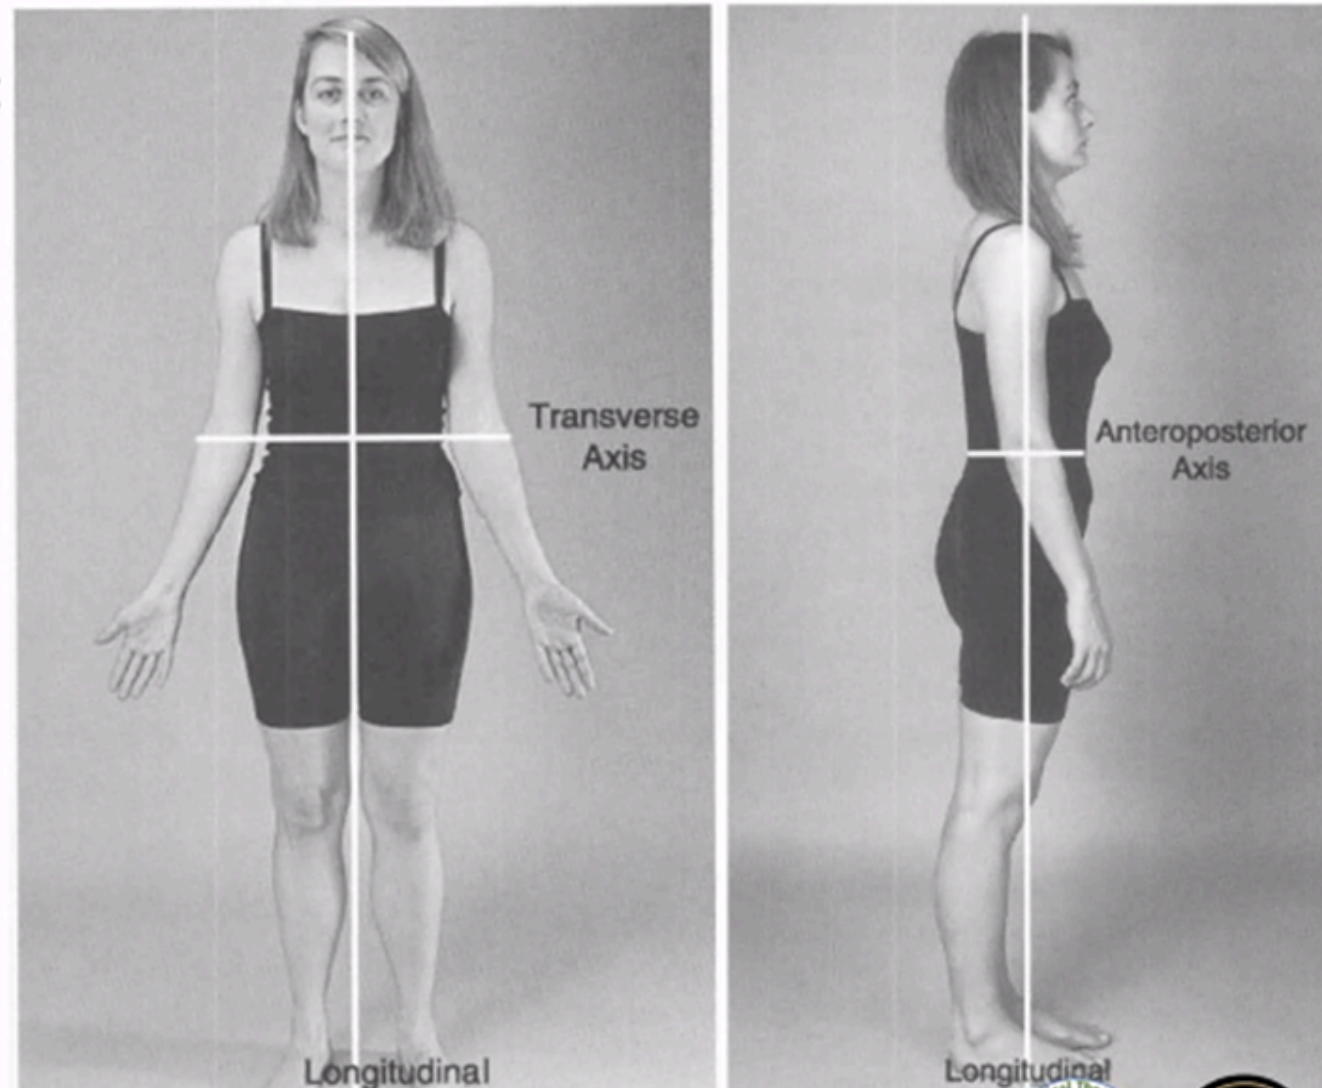 Transverse
Axis
Anteroposterior
Axis
Longitudinal
Longitudinal